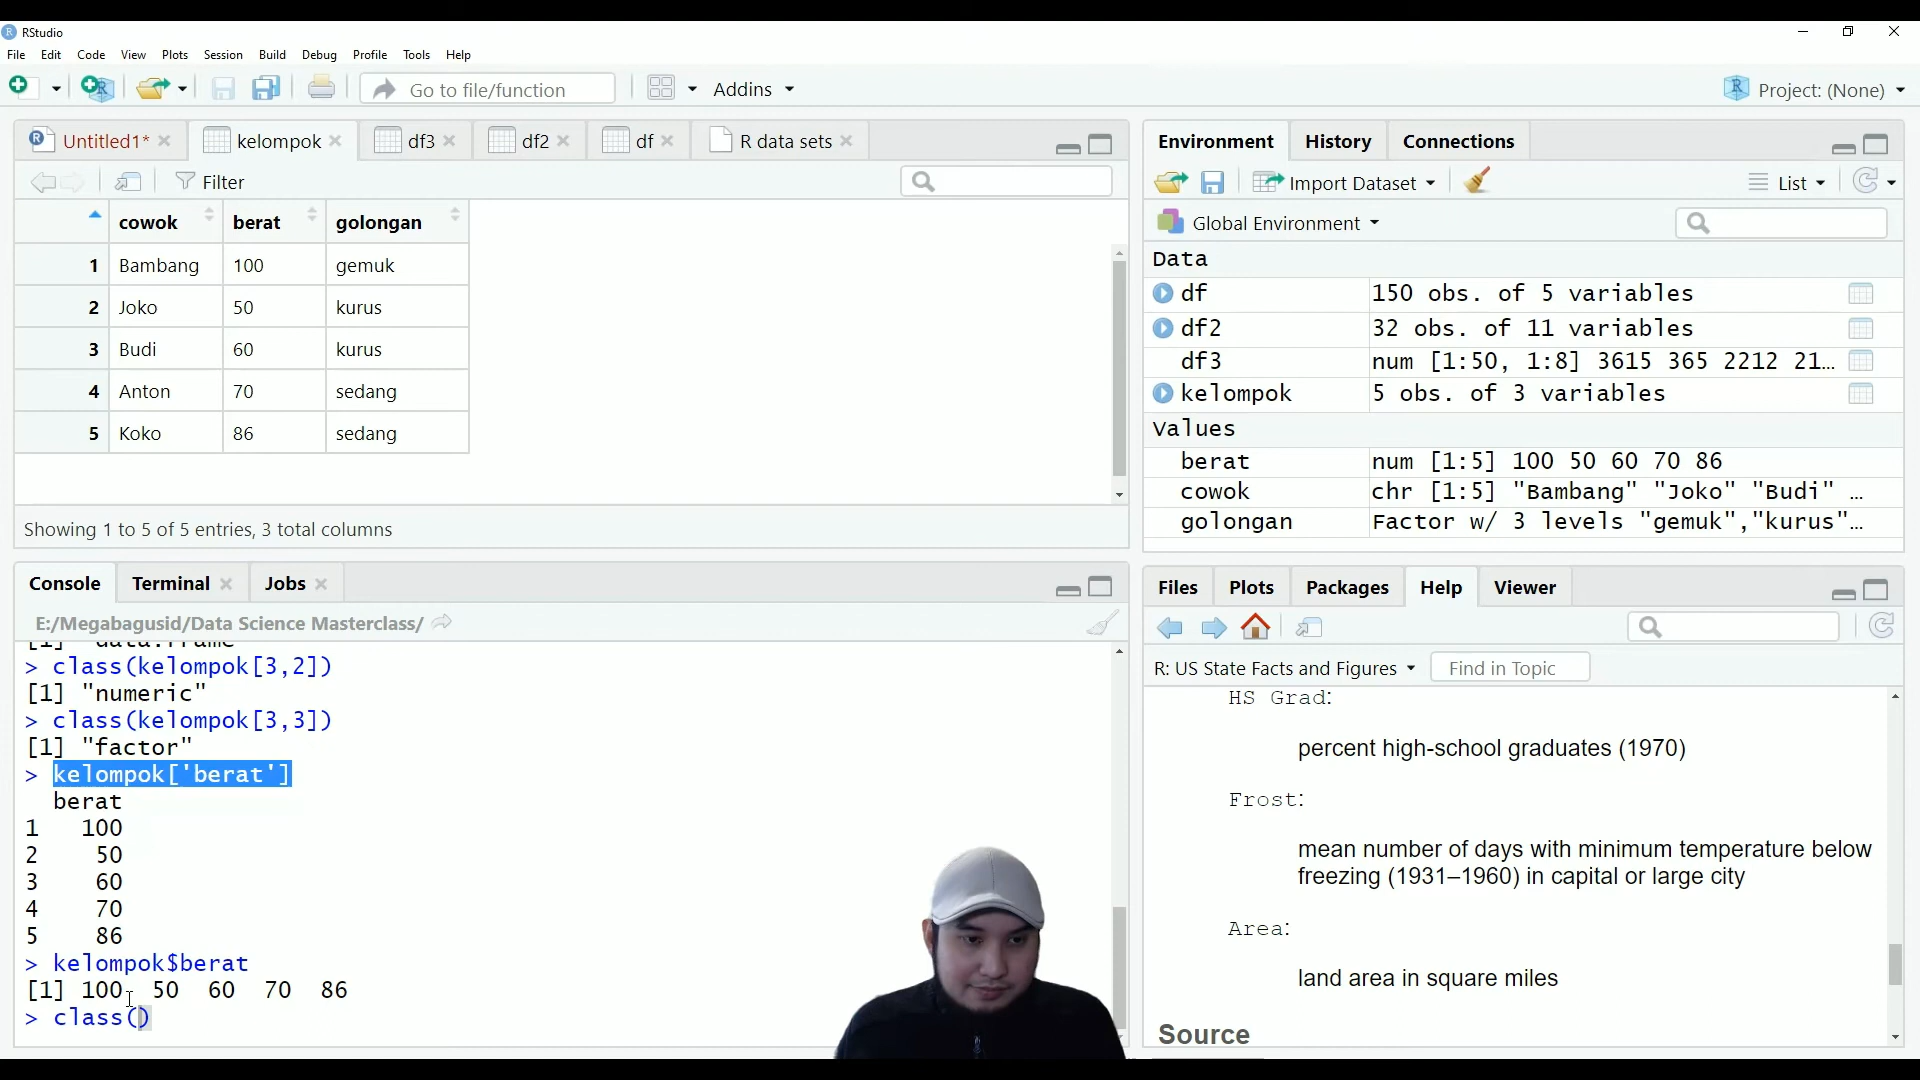 RStudio
File Edit Code View Plots Session Build Debug Profile Tools Help
Go to file/function Addins Project: (None)
Untitled1* kelompok df3 df2 df R data sets
Filter
cowok berat golongan
1 Bambang 100 gemuk
2 Joko 50 kurus
3 Budi 60 kurus
4 Anton 70 sedang
5 Koko 86 sedang
Showing 1 to 5 of 5 entries, 3 total columns
Environment History Connections
Import Dataset List
Global Environment
Data
df 150 obs. of 5 variables
df2 32 obs. of 11 variables
df3 num [1:50, 1:8] 3615 365 2212 21...
kelompok 5 obs. of 3 variables
Values
berat num [1:5] 100 50 60 70 86
cowok chr [1:5] "Bambang" "Joko" "Budi" ...
golongan Factor w/ 3 levels "gemuk","kurus"...
Console Terminal Jobs
E:/Megabagusid/Data Science Masterclass/
[1] "data.frame"
> class(kelompok[3,2])
[1] "numeric"
> class(kelompok[3,3])
[1] "factor"
> kelompok['berat']
berat
1 100
2 50
3 60
4 70
5 86
> kelompok$berat
[1] 100 50 60 70 86
> class()
Files Plots Packages Help Viewer
R: US State Facts and Figures Find in Topic
HS Grad:
percent high-school graduates (1970)
Frost:
mean number of days with minimum temperature below
freezing (1931–1960) in capital or large city
Area:
land area in square miles
Source